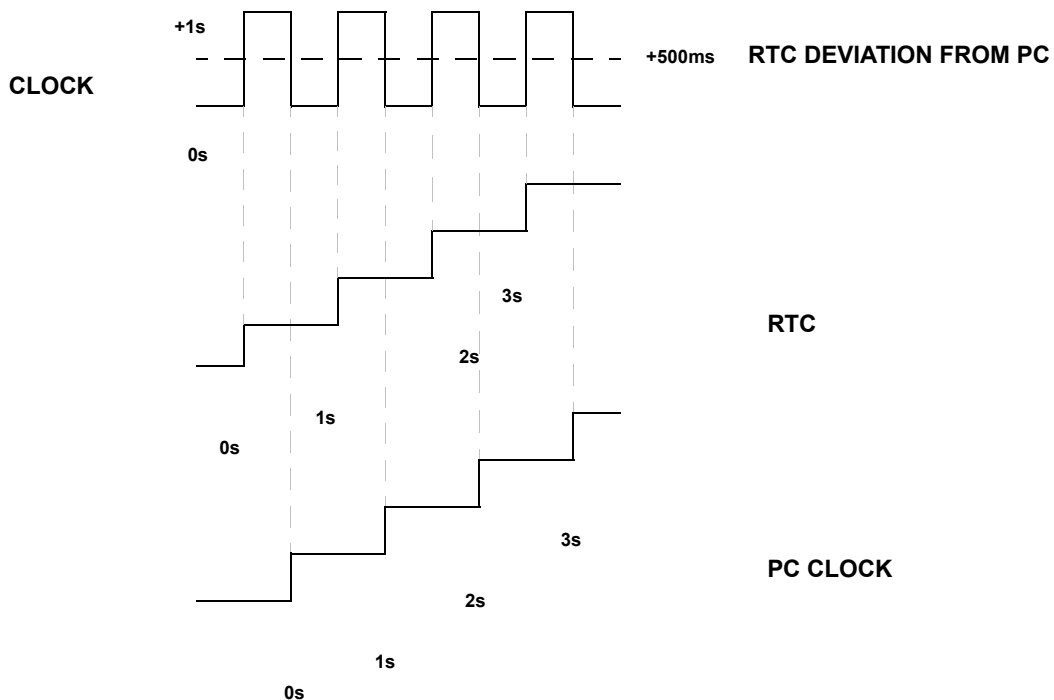 +1s
+500ms
RTC DEVIATION FROM PC
CLOCK
0s
3s
RTC
2s
1s
0s
3s
PC CLOCK
2s
1s
0s